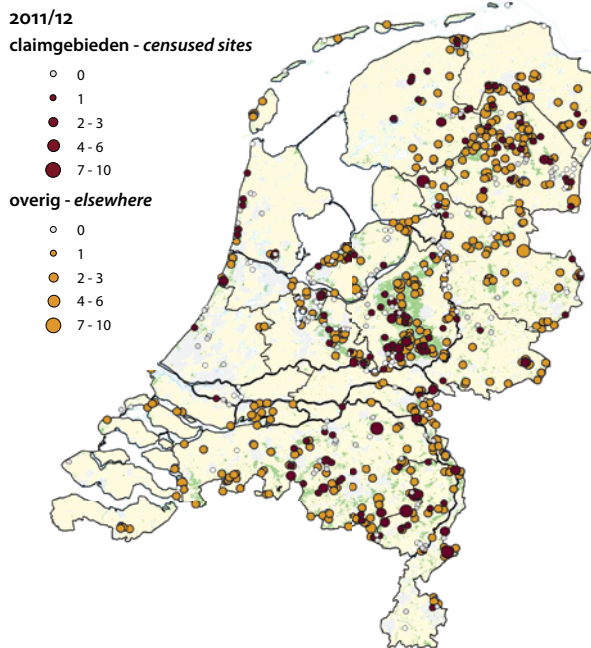 2011/12
claimgebieden - censused sites
0
1
2 - 3
4 - 6
7 - 10
overig - elsewhere
0
1
2 - 3
4 - 6
7 - 10